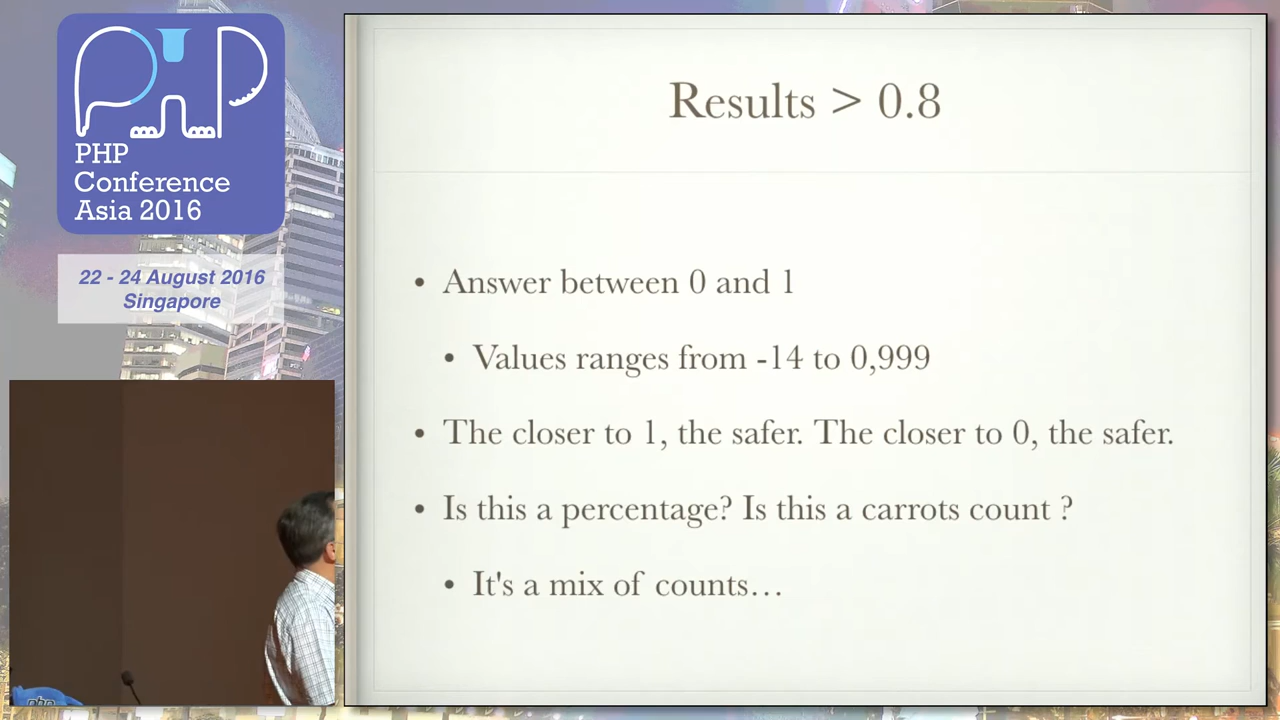 PHP
Conference
Asia 2016
22 - 24 August 2016
Singapore
Results > 0.8
• Answer between 0 and 1
• Values ranges from -14 to 0,999
• The closer to 1, the safer. The closer to 0, the safer.
• Is this a percentage? Is this a carrots count ?
• It's a mix of counts…
php